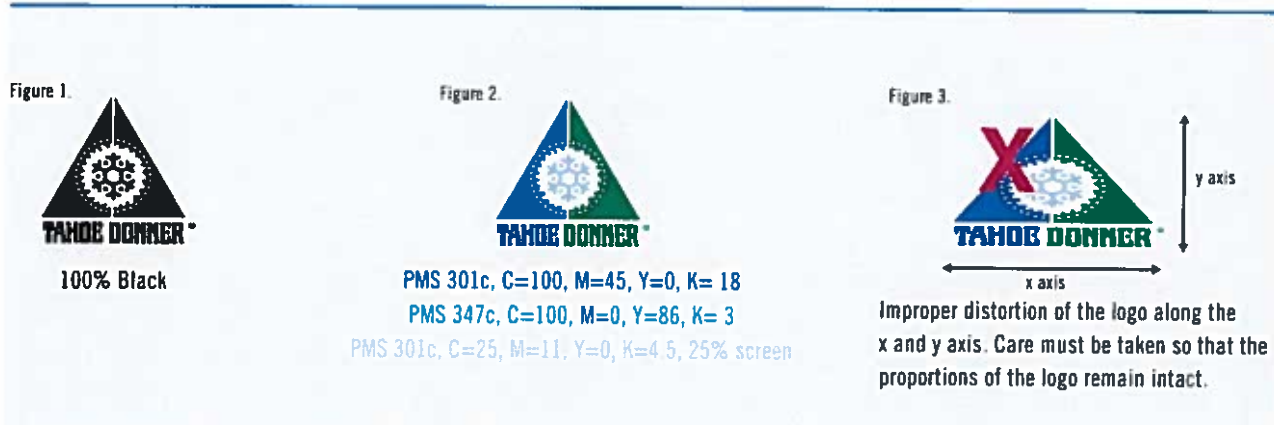 Figure 1.
TAHOE DONNER
100% Black
Figure 2.
TAHOE DONNER
PMS 301c, C=100, M=45, Y=0, K= 18
PMS 347c, C=100, M=0, Y=86, K= 3
PMS 301c, C=25, M=11, Y=0, K=4.5, 25% screen
Figure 3.
X
y axis
TAHOE DONNER
x axis
Improper distortion of the logo along the
x and y axis. Care must be taken so that the
proportions of the logo remain intact.